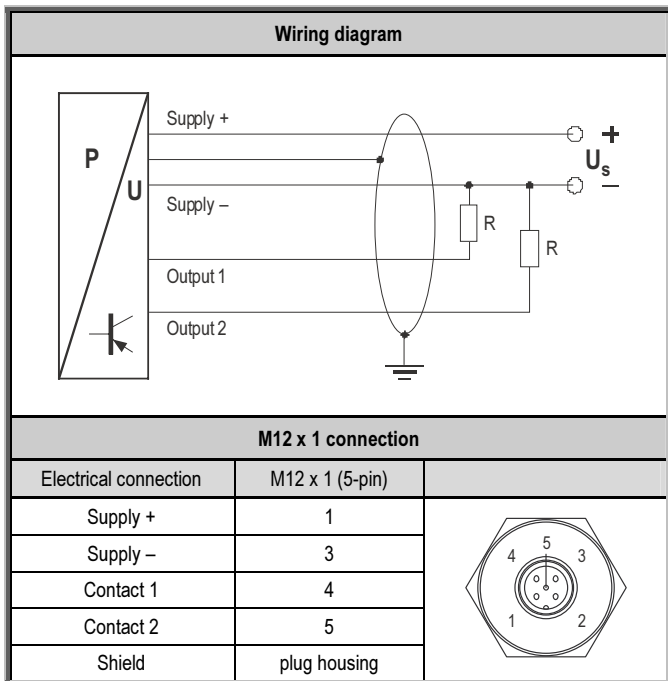 Wiring diagram
Supply +
P
U
Supply –
Output 1
Output 2
R
R
+
Us
–
M12 x 1 connection
Electrical connection M12 x 1 (5-pin)
Supply + 1
Supply – 3
Contact 1 4
Contact 2 5
Shield plug housing
5
4 3
1 2